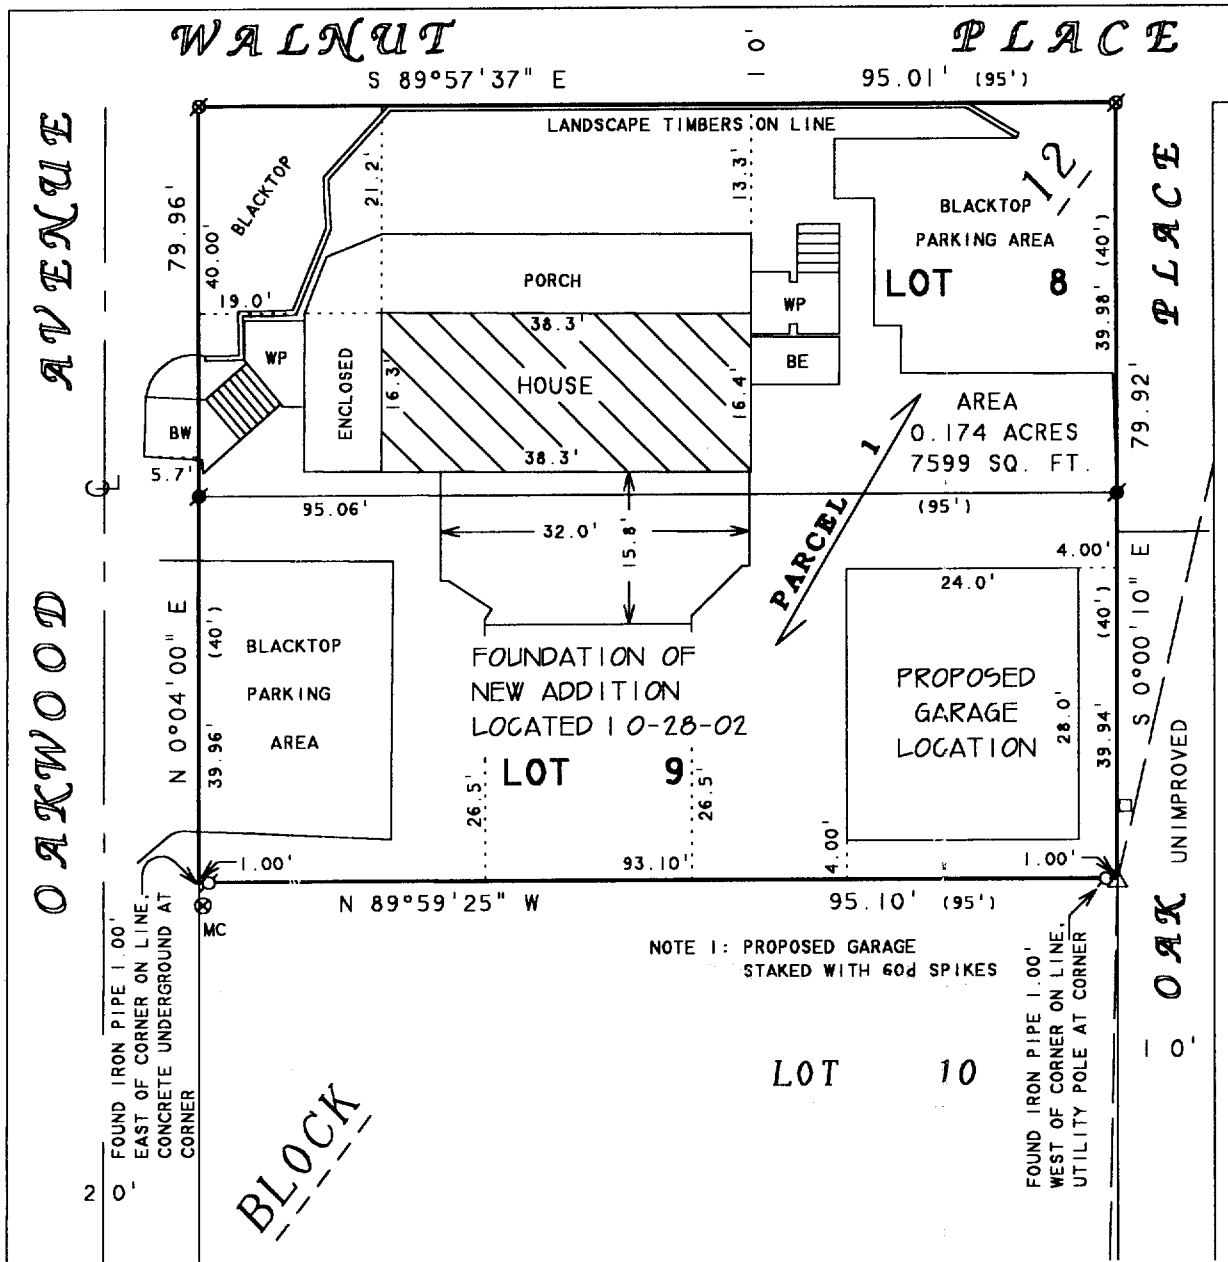 WALNUT PLACE
10'
S 89°57'37" E
95.01' (95')
LANDSCAPE TIMBERS ON LINE
AVENUE
79.96'
40.00'
BLACKTOP
21.2'
13.3'
12
BLACKTOP
PARKING AREA
LOT 8
39.98' (40')
PLACE
19.0'
PORCH
WP
WP
38.3'
ENCLOSED
16.3'
HOUSE
16.4'
BE
BW
38.3'
5.7'
AREA
0.174 ACRES
7599 SQ. FT.
79.92'
PARCEL 1
95.06'
(95')
32.0'
15.8'
4.00'
24.0'
OAKWOOD
N 0°04'00" E
39.96' (40')
BLACKTOP
PARKING
AREA
FOUNDATION OF
NEW ADDITION
LOCATED 10-28-02
LOT 9
26.5'
26.5'
PROPOSED
GARAGE
LOCATION
28.0'
39.94' (40')
S 0°00'10" E
UNIMPROVED
1.00'
93.10'
4.00'
1.00'
N 89°59'25" W
95.10' (95')
MC
NOTE 1: PROPOSED GARAGE
STAKED WITH 60d SPIKES
OAK
10'
FOUND IRON PIPE 1.00'
EAST OF CORNER ON LINE,
CONCRETE UNDERGROUND AT
CORNER
FOUND IRON PIPE 1.00'
WEST OF CORNER ON LINE,
UTILITY POLE AT CORNER
LOT 10
20'
BLOCK